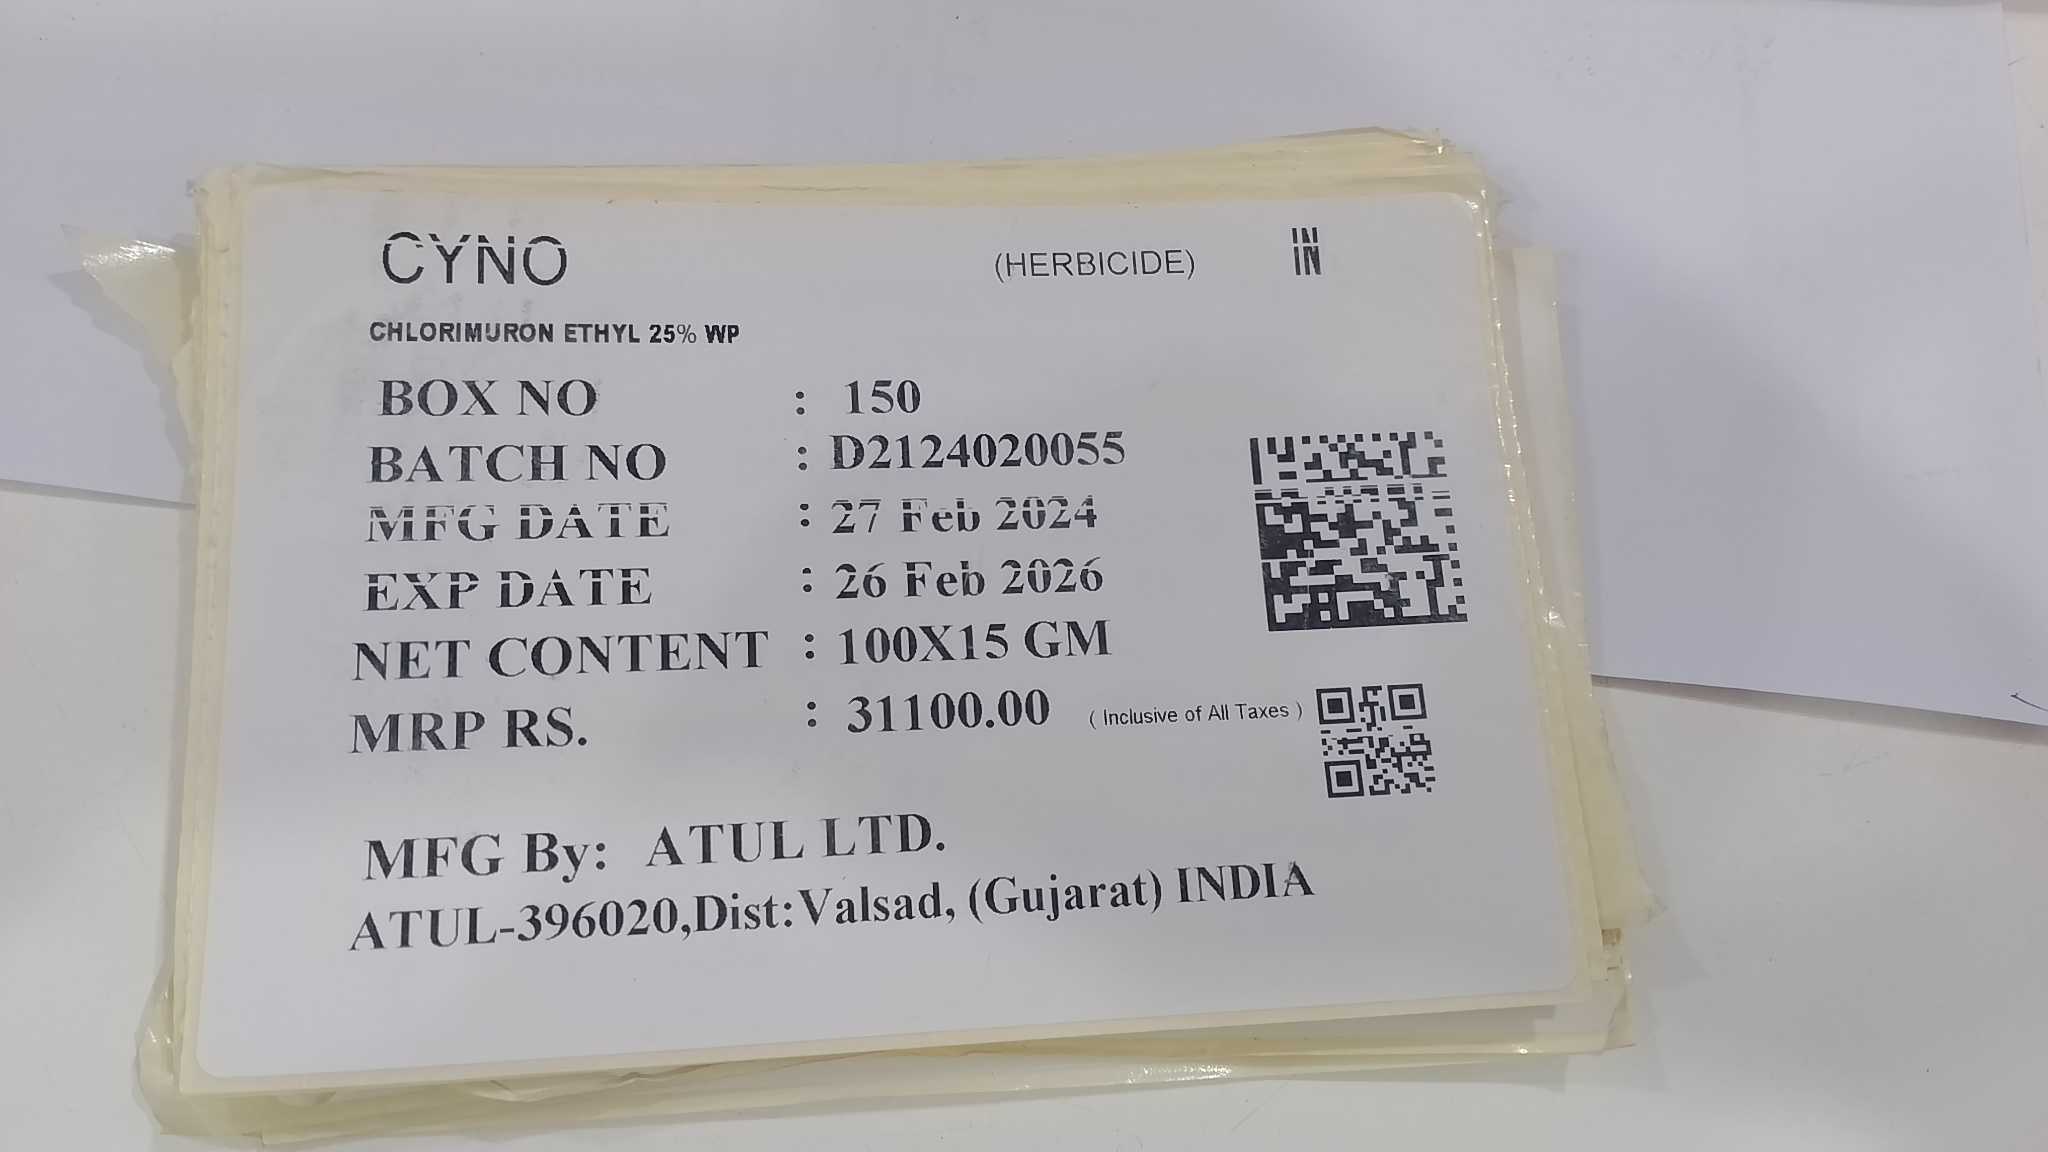 CYNO (HERBICIDE) IN
CHLORIMURON ETHYL 25% WP
BOX NO : 150
BATCH NO : D2124020055
MFG DATE : 27 Feb 2024
EXP DATE : 26 Feb 2026
NET CONTENT : 100X15 GM
MRP RS. : 31100.00 ( Inclusive of All Taxes )
MFG By: ATUL LTD.
ATUL-396020,Dist:Valsad, (Gujarat) INDIA